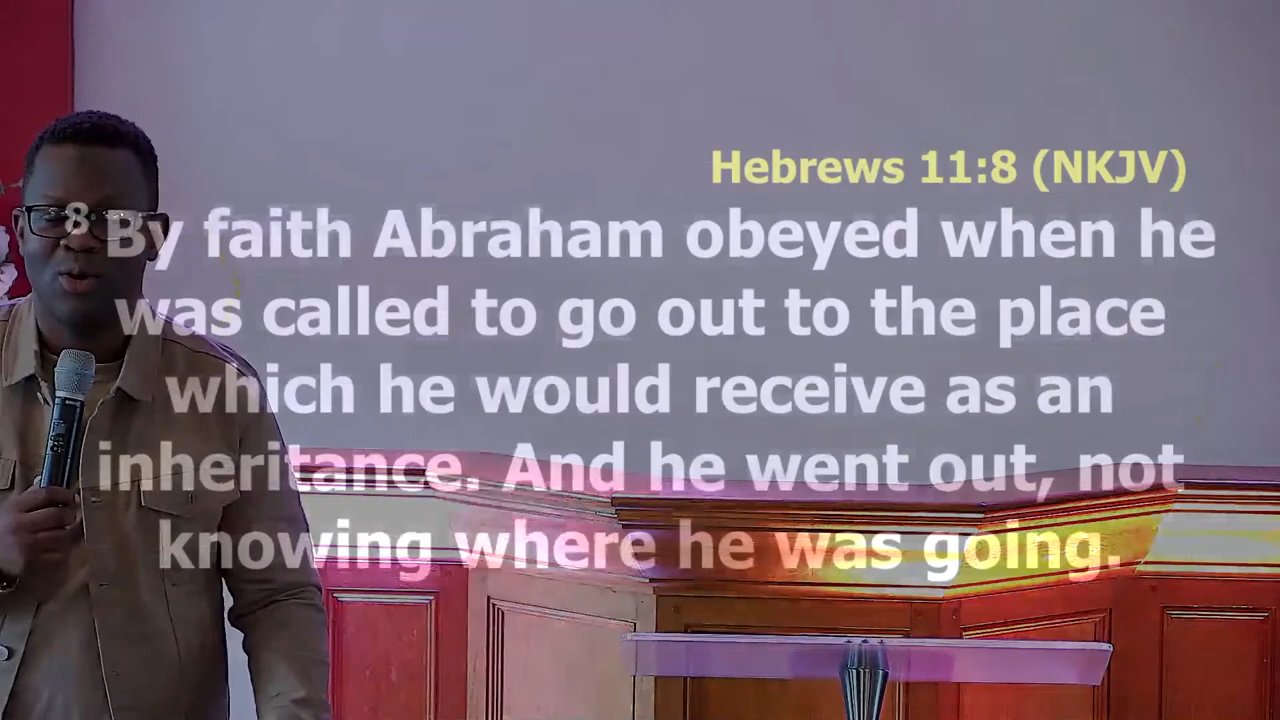 Hebrews 11:8 (NKJV)
8 By faith Abraham obeyed when he
was called to go out to the place
which he would receive as an
inheritance. And he went out, not
knowing where he was going.